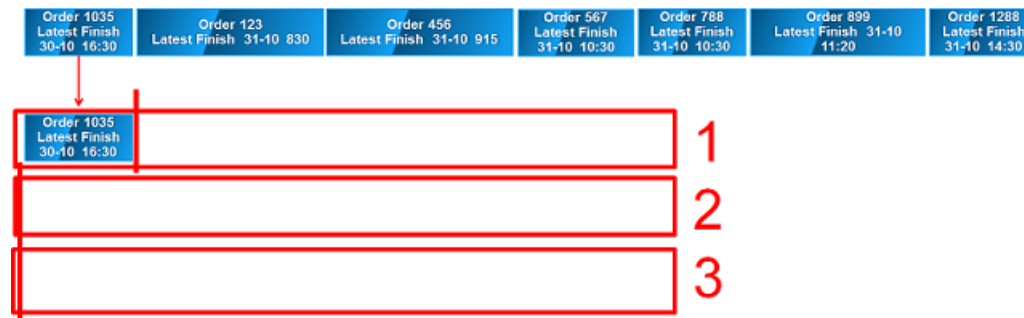 Order 1035
Latest Finish
30-10 16:30
Order 123
Latest Finish 31-10 830
Order 456
Latest Finish 31-10 915
Order 567
Latest Finish
31-10 10:30
Order 788
Latest Finish
31-10 10:30
Order 899
Latest Finish 31-10
11:20
Order 1288
Latest Finish
31-10 14:30
Order 1035
Latest Finish
30-10 16:30
1
2
3